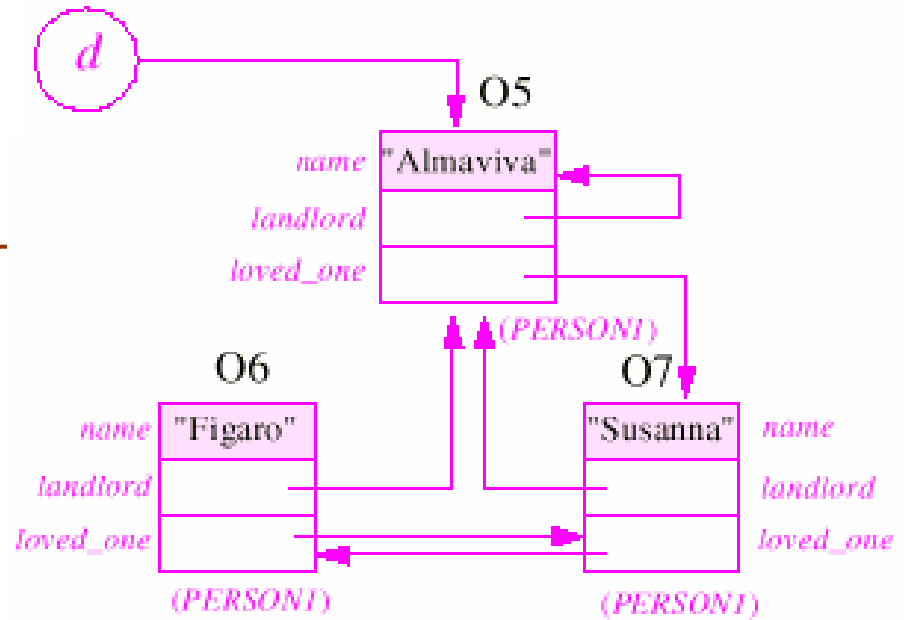 d
O5
name "Almaviva"
landlord
loved_one
(PERSON1)
O6
O7
name "Figaro"
landlord
loved_one
(PERSON1)
"Susanna" name
landlord
loved_one
(PERSON1)